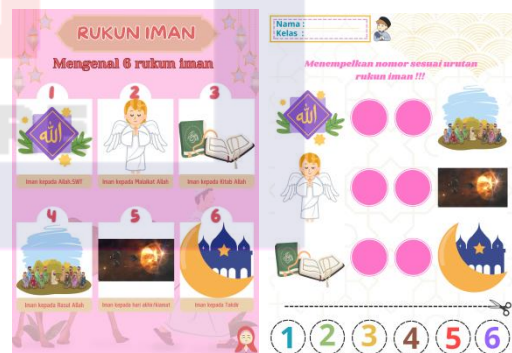 RUKUN IMAN
Mengenal 6 rukun iman
1 2 3
الله
Iman kepada Allah.SWT Iman kepada Malaikat Allah Iman kepada Kitab Allah
4 5 6
Iman kepada Rasul Allah Iman kepada hari akhir/kiamat Iman kepada Takdir
Nama :
Kelas :
Menempelkan nomor sesuai urutan
rukun iman !!!
الله
1 2 3 4 5 6